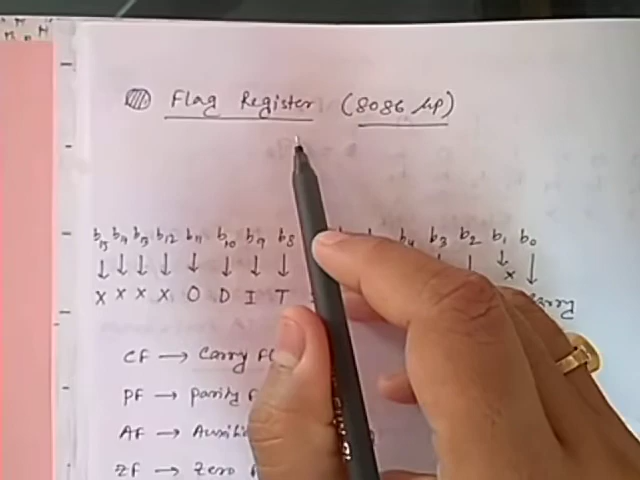 Flag Register (8086 μP)
b15 b14 b13 b12 b11 b10 b9 b8 b4 b3 b2 b1 b0
↓ ↓ ↓ ↓ ↓ ↓ ↓ ↓ ↓ ↓
X X X X O D I T X
CF → Carry
PF → Parity
AF →
ZF → Zero